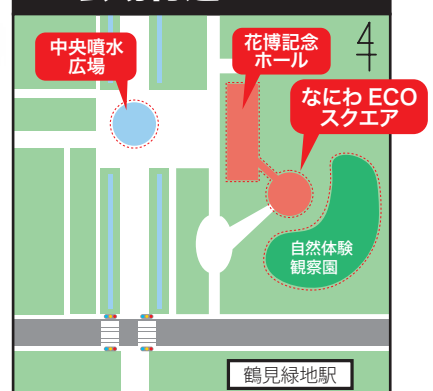 中央噴水
広場
花博記念
ホール
なにわ ECO
スクエア
自然体験
観察園
鶴見緑地駅